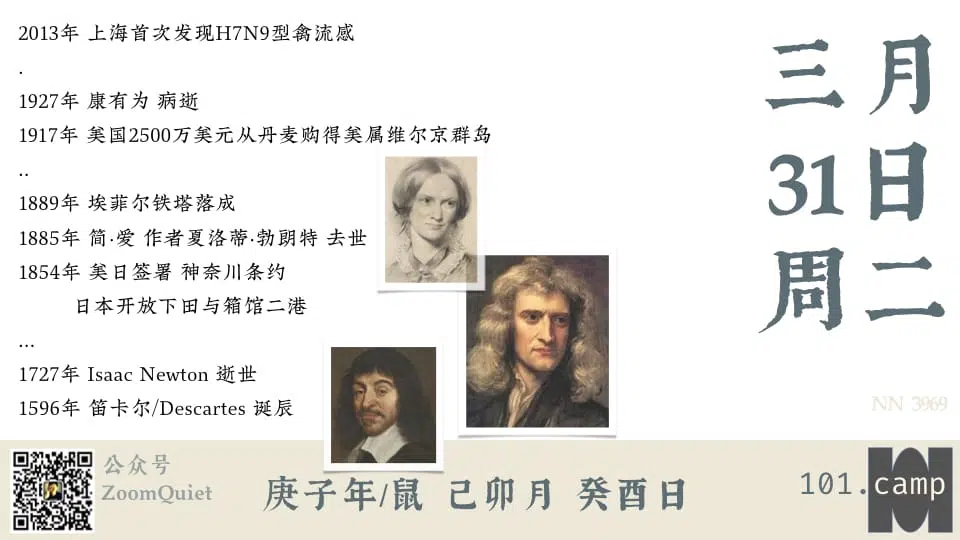 2013年 上海首次发现H7N9型禽流感
.
1927年 康有为 病逝
1917年 美国2500万美元从丹麦购得美属维尔京群岛
..
1889年 埃菲尔铁塔落成
1885年 简·爱 作者夏洛蒂·勃朗特 去世
1854年 美日签署 神奈川条约
日本开放下田与箱馆二港
...
1727年 Isaac Newton 逝世
1596年 笛卡尔/Descartes 诞辰
三月
31日
周二
NN 3969
公众号
ZoomQuiet
庚子年/鼠 己卯月 癸酉日
101.camp